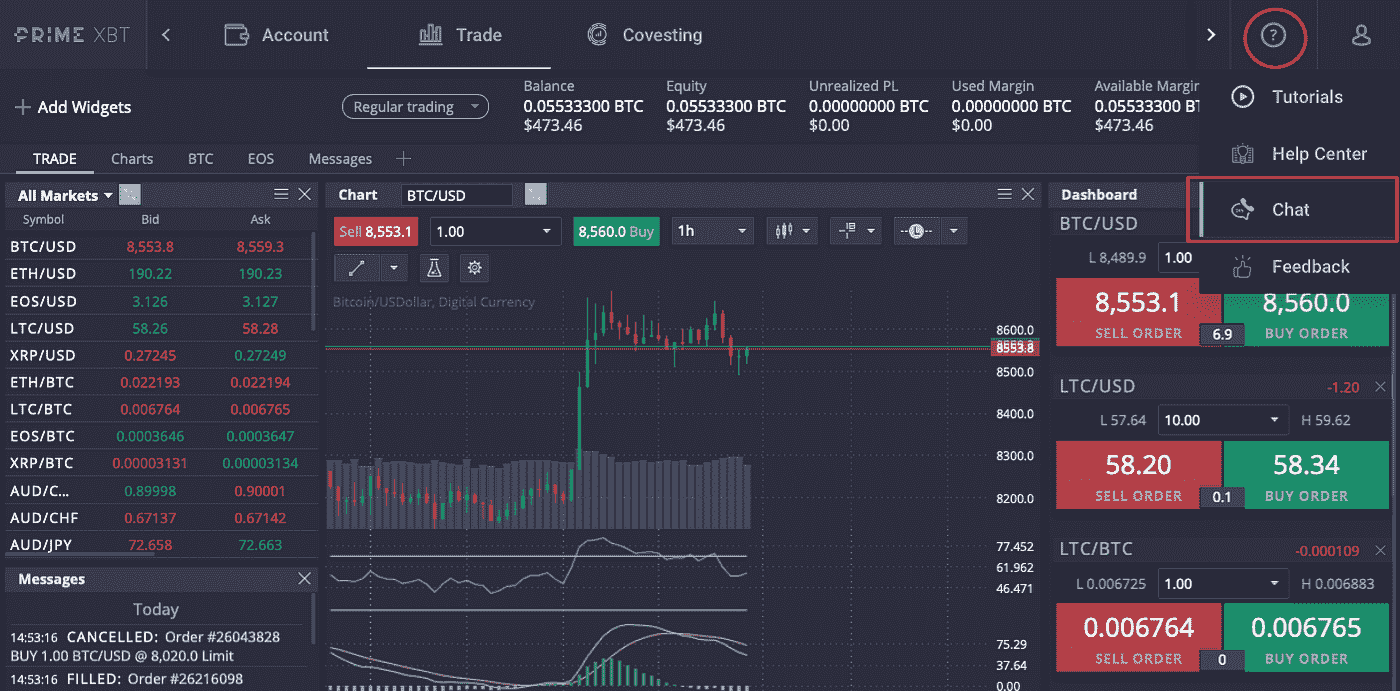 PRIME XBT
Account
Trade
Covesting
?
Add Widgets
Regular trading
Balance
0.05533300 BTC
$473.46
Equity
0.05533300 BTC
$473.46
Unrealized PL
0.00000000 BTC
$0.00
Used Margin
0.00000000 BTC
$0.00
Available Margin
0.05533300 BT
$473.46
Tutorials
Help Center
Chat
Feedback
TRADE Charts BTC EOS Messages
All Markets
Symbol Bid Ask
BTC/USD 8,553.8 8,559.3
ETH/USD 190.22 190.23
EOS/USD 3.126 3.127
LTC/USD 58.26 58.28
XRP/USD 0.27245 0.27249
ETH/BTC 0.022193 0.022194
LTC/BTC 0.006764 0.006765
EOS/BTC 0.0003646 0.0003647
XRP/BTC 0.00003131 0.00003134
AUD/C... 0.89998 0.90001
AUD/CHF 0.67137 0.67142
AUD/JPY 72.658 72.663
Messages
Today
14:53:16 CANCELLED: Order #26043828
BUY 1.00 BTC/USD @ 8,020.0 Limit
14:53:16 FILLED: Order #26216098
Chart BTC/USD
Sell 8,553.1 1.00 8,560.0 Buy 1h
Bitcoin/USDollar, Digital Currency
8600.0
8553.8
8500.0
8400.0
8300.0
8200.0
77.452
61.962
46.471
75.29
37.64
0.00
Dashboard
BTC/USD
L 8,489.9 1.00
8,553.1 8,560.0
SELL ORDER 6.9 BUY ORDER
LTC/USD -1.20
L 57.64 10.00 H 59.62
58.20 58.34
SELL ORDER 0.1 BUY ORDER
LTC/BTC -0.000109
L 0.006725 1.00 H 0.006883
0.006764 0.006765
SELL ORDER 0 BUY ORDER